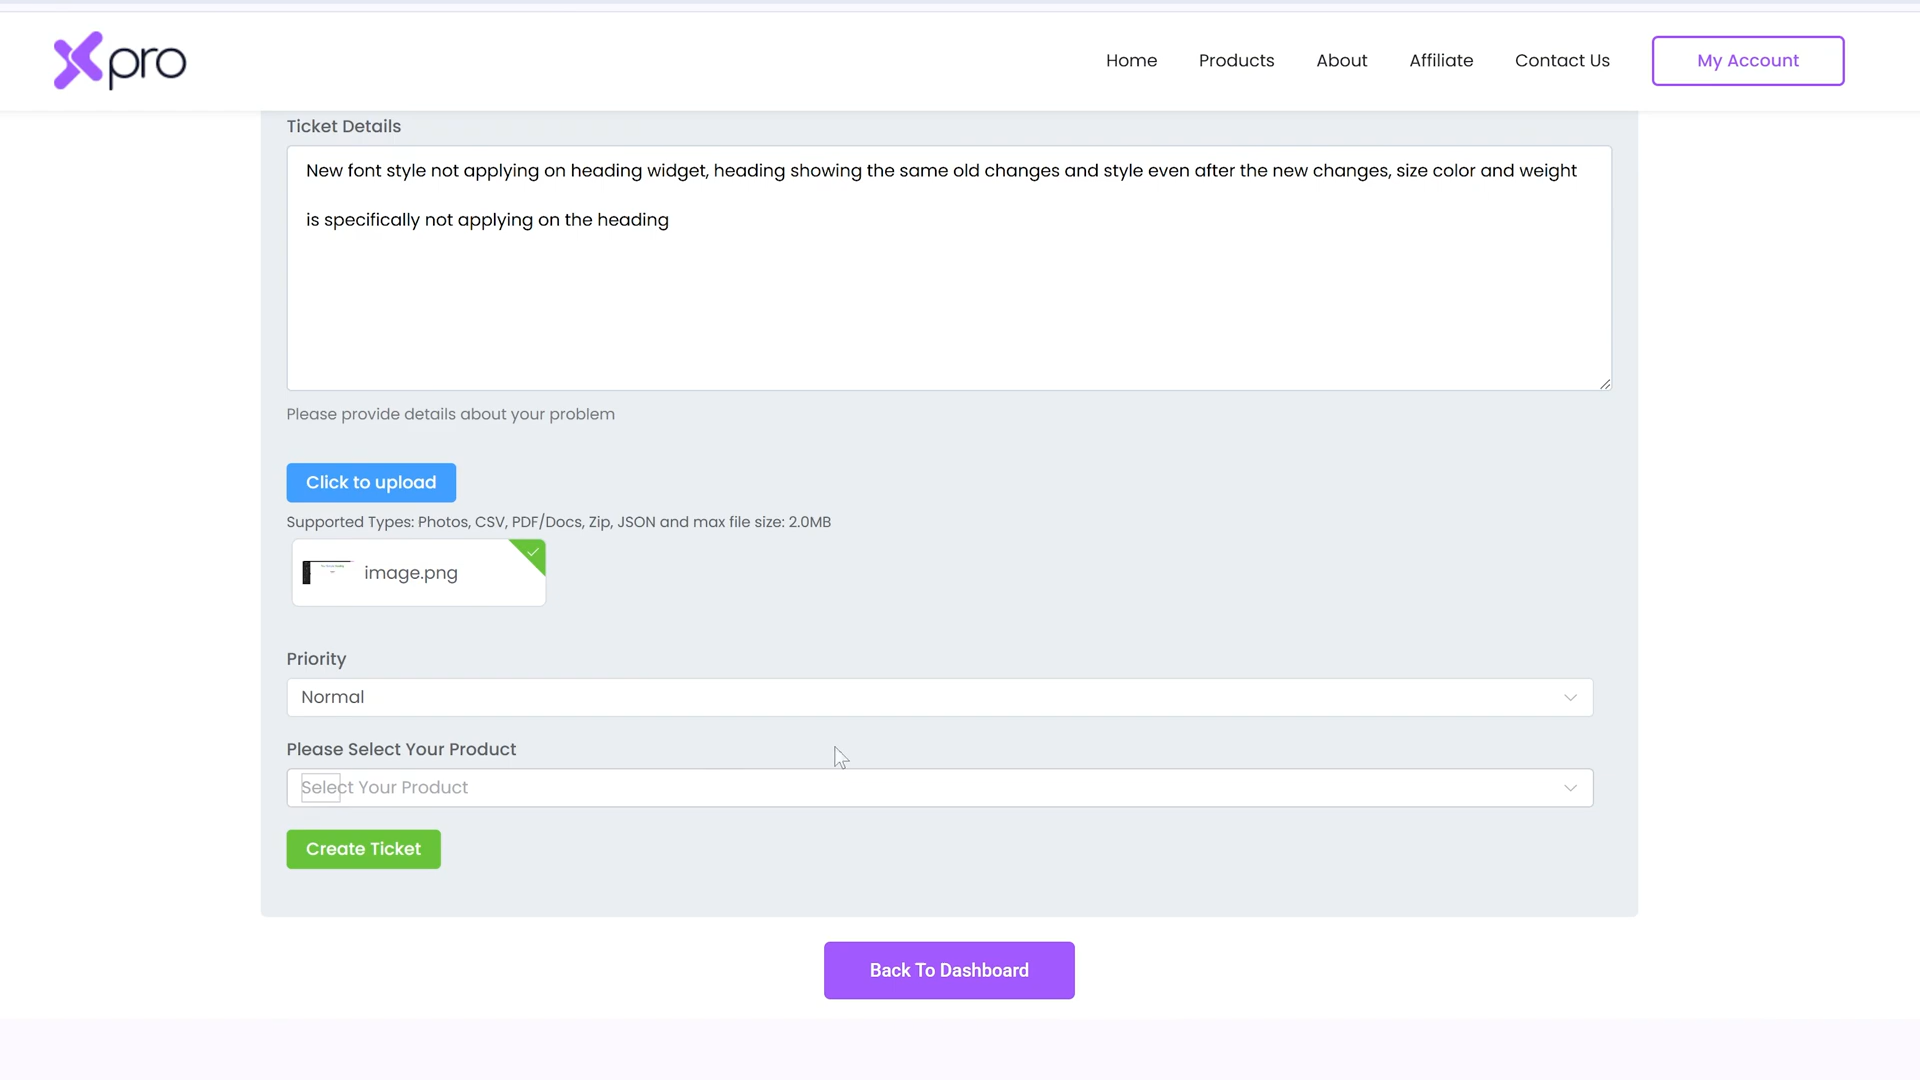 Xpro
Home Products About Affiliate Contact Us My Account
Ticket Details
New font style not applying on heading widget, heading showing the same old changes and style even after the new changes, size color and weight
is specifically not applying on the heading
Please provide details about your problem
Click to upload
Supported Types: Photos, CSV, PDF/Docs, Zip, JSON and max file size: 2.0MB
image.png
Priority
Normal
Please Select Your Product
Select Your Product
Create Ticket
Back To Dashboard